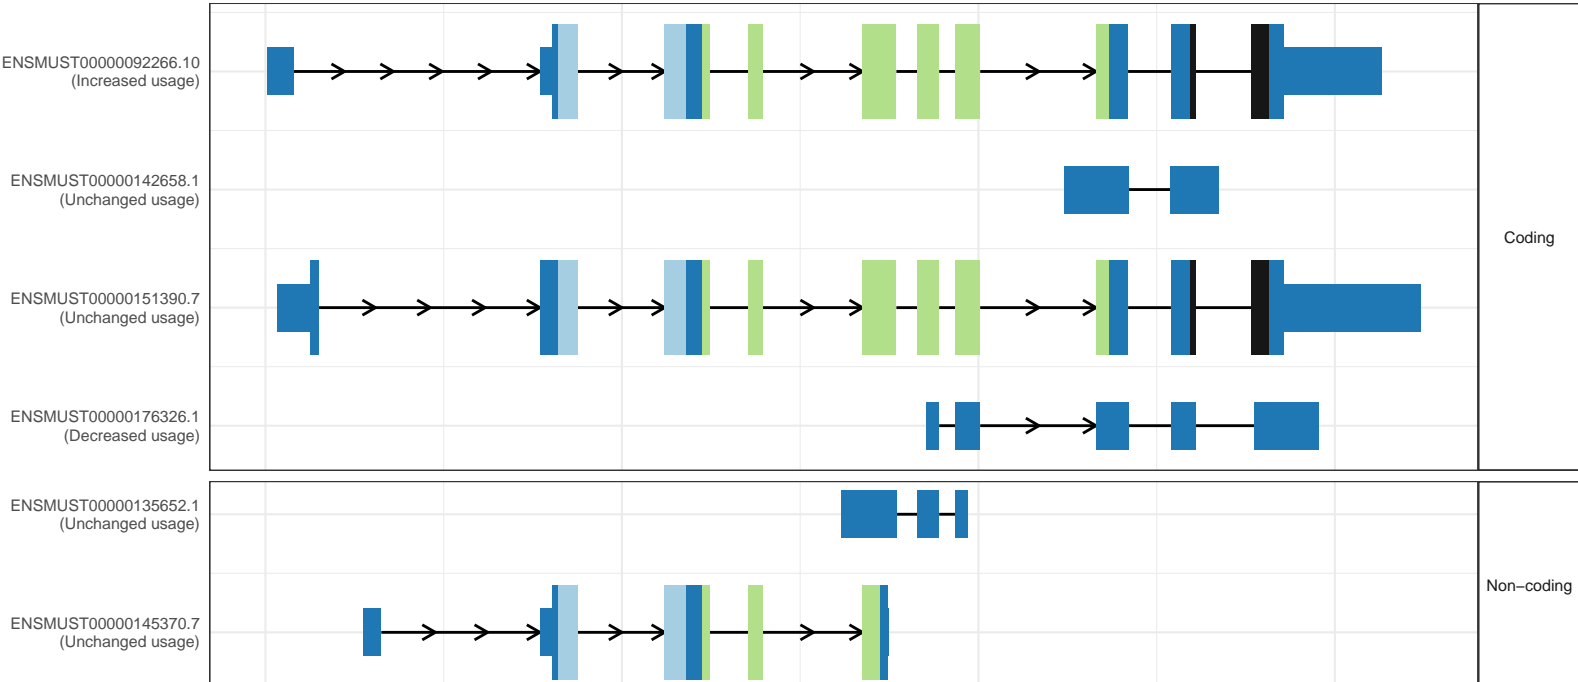 ENSMUST00000092266.10
(Increased usage)
ENSMUST00000142658.1
(Unchanged usage)
ENSMUST00000151390.7
(Unchanged usage)
ENSMUST00000176326.1
(Decreased usage)
Coding
ENSMUST00000135652.1
(Unchanged usage)
ENSMUST00000145370.7
(Unchanged usage)
Non−coding